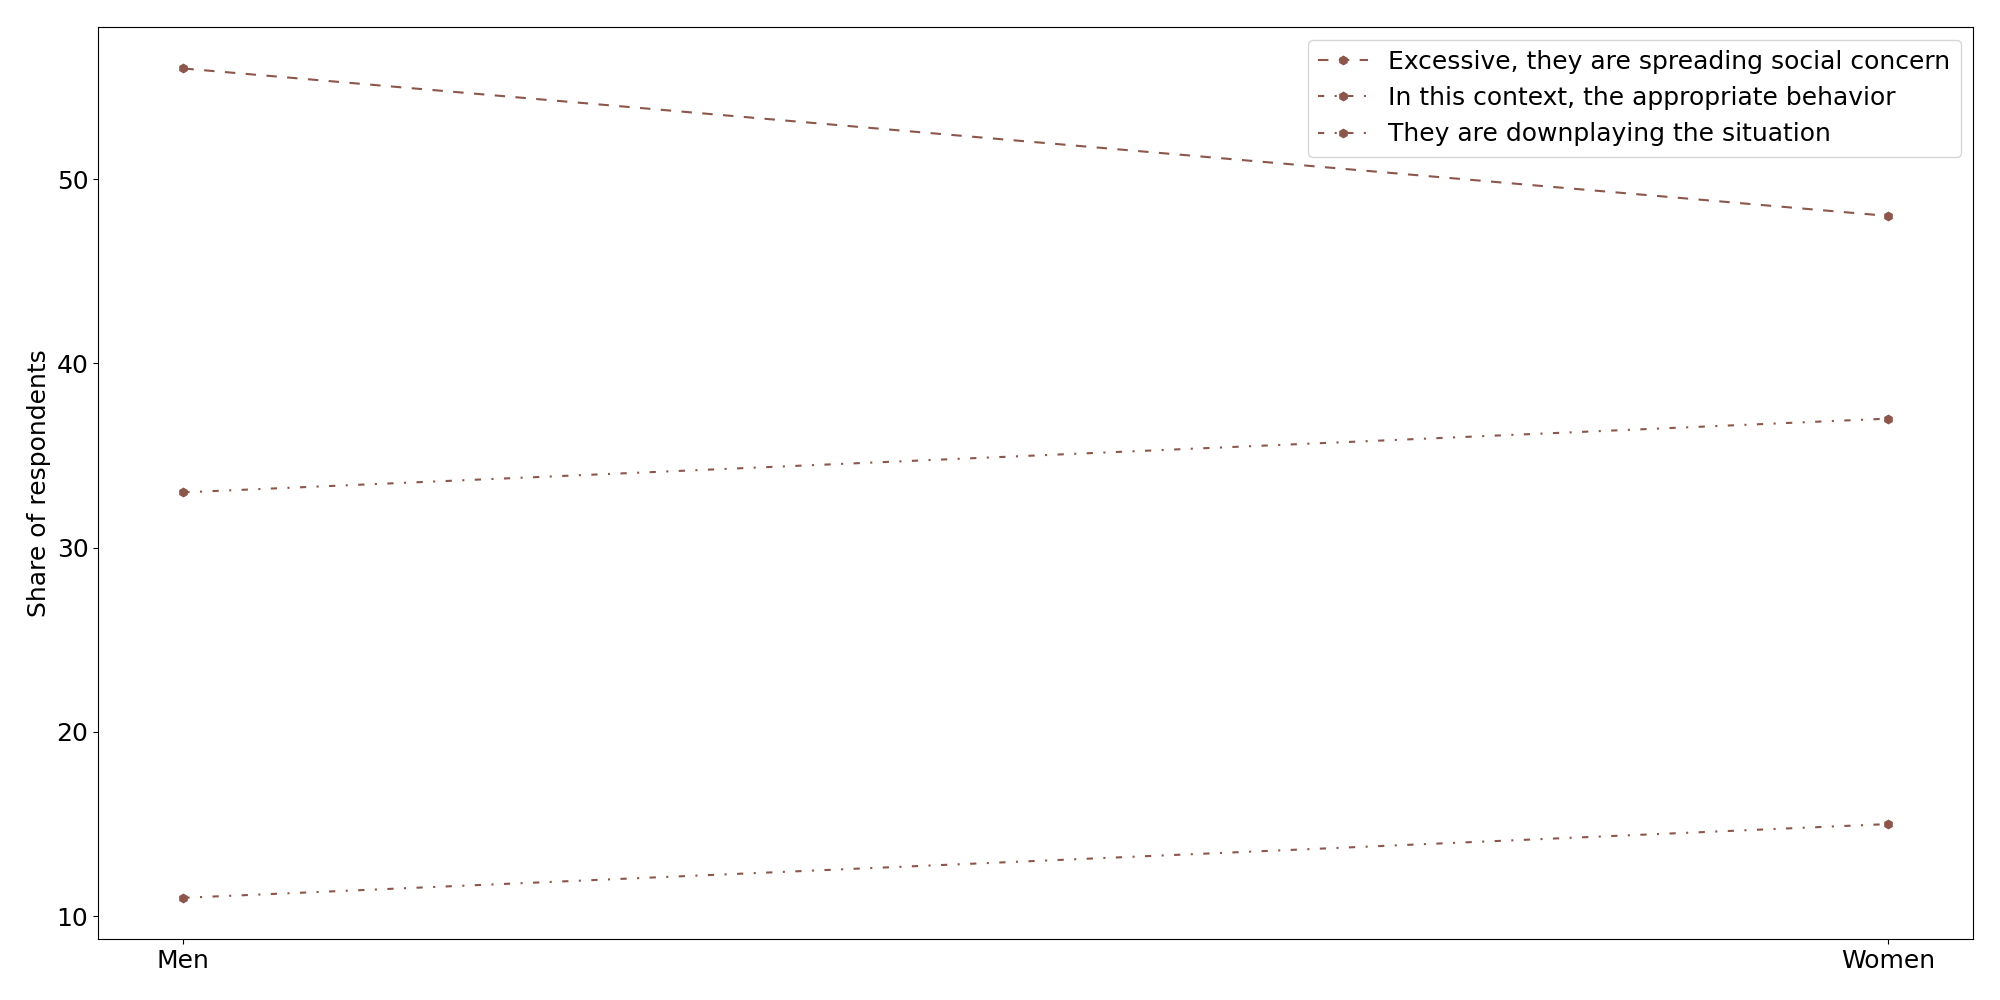 Excessive, they are spreading social concern
In this context, the appropriate behavior
They are downplaying the situation
Share of respondents
50
40
30
20
10
Men
Women